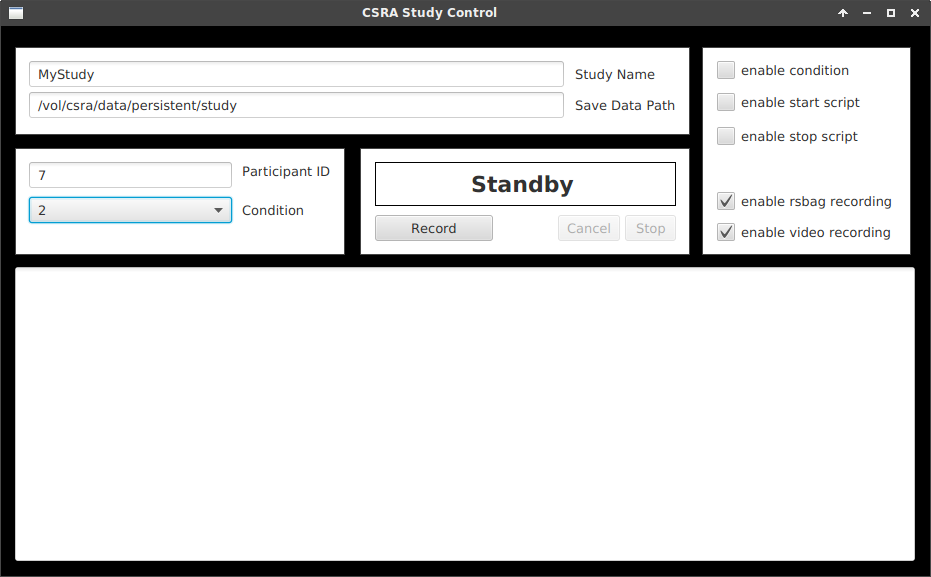 CSRA Study Control
MyStudy Study Name
/vol/csra/data/persistent/study Save Data Path
7 Participant ID
2 Condition
Standby
Record Cancel Stop
enable condition
enable start script
enable stop script
enable rsbag recording
enable video recording